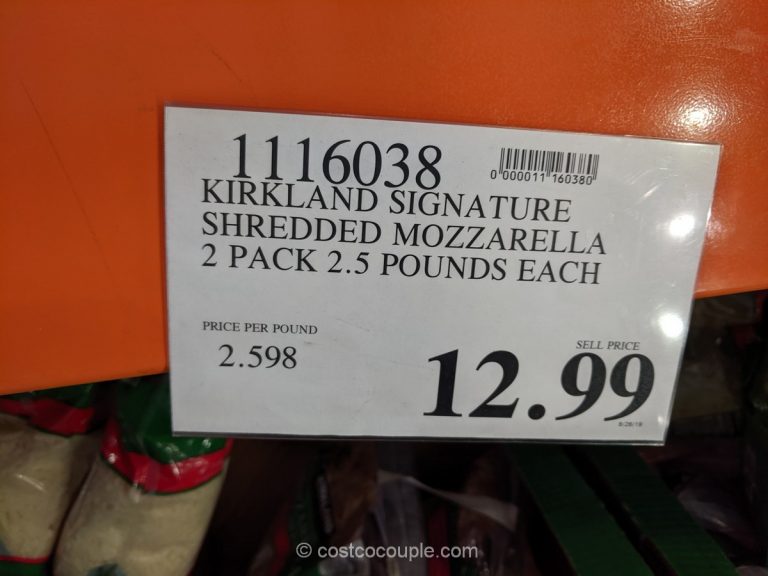 1116038
0 000011 160380
KIRKLAND SIGNATURE
SHREDDED MOZZARELLA
2 PACK 2.5 POUNDS EACH
PRICE PER POUND
2.598
SELL PRICE
12.99
© costcocouple.com